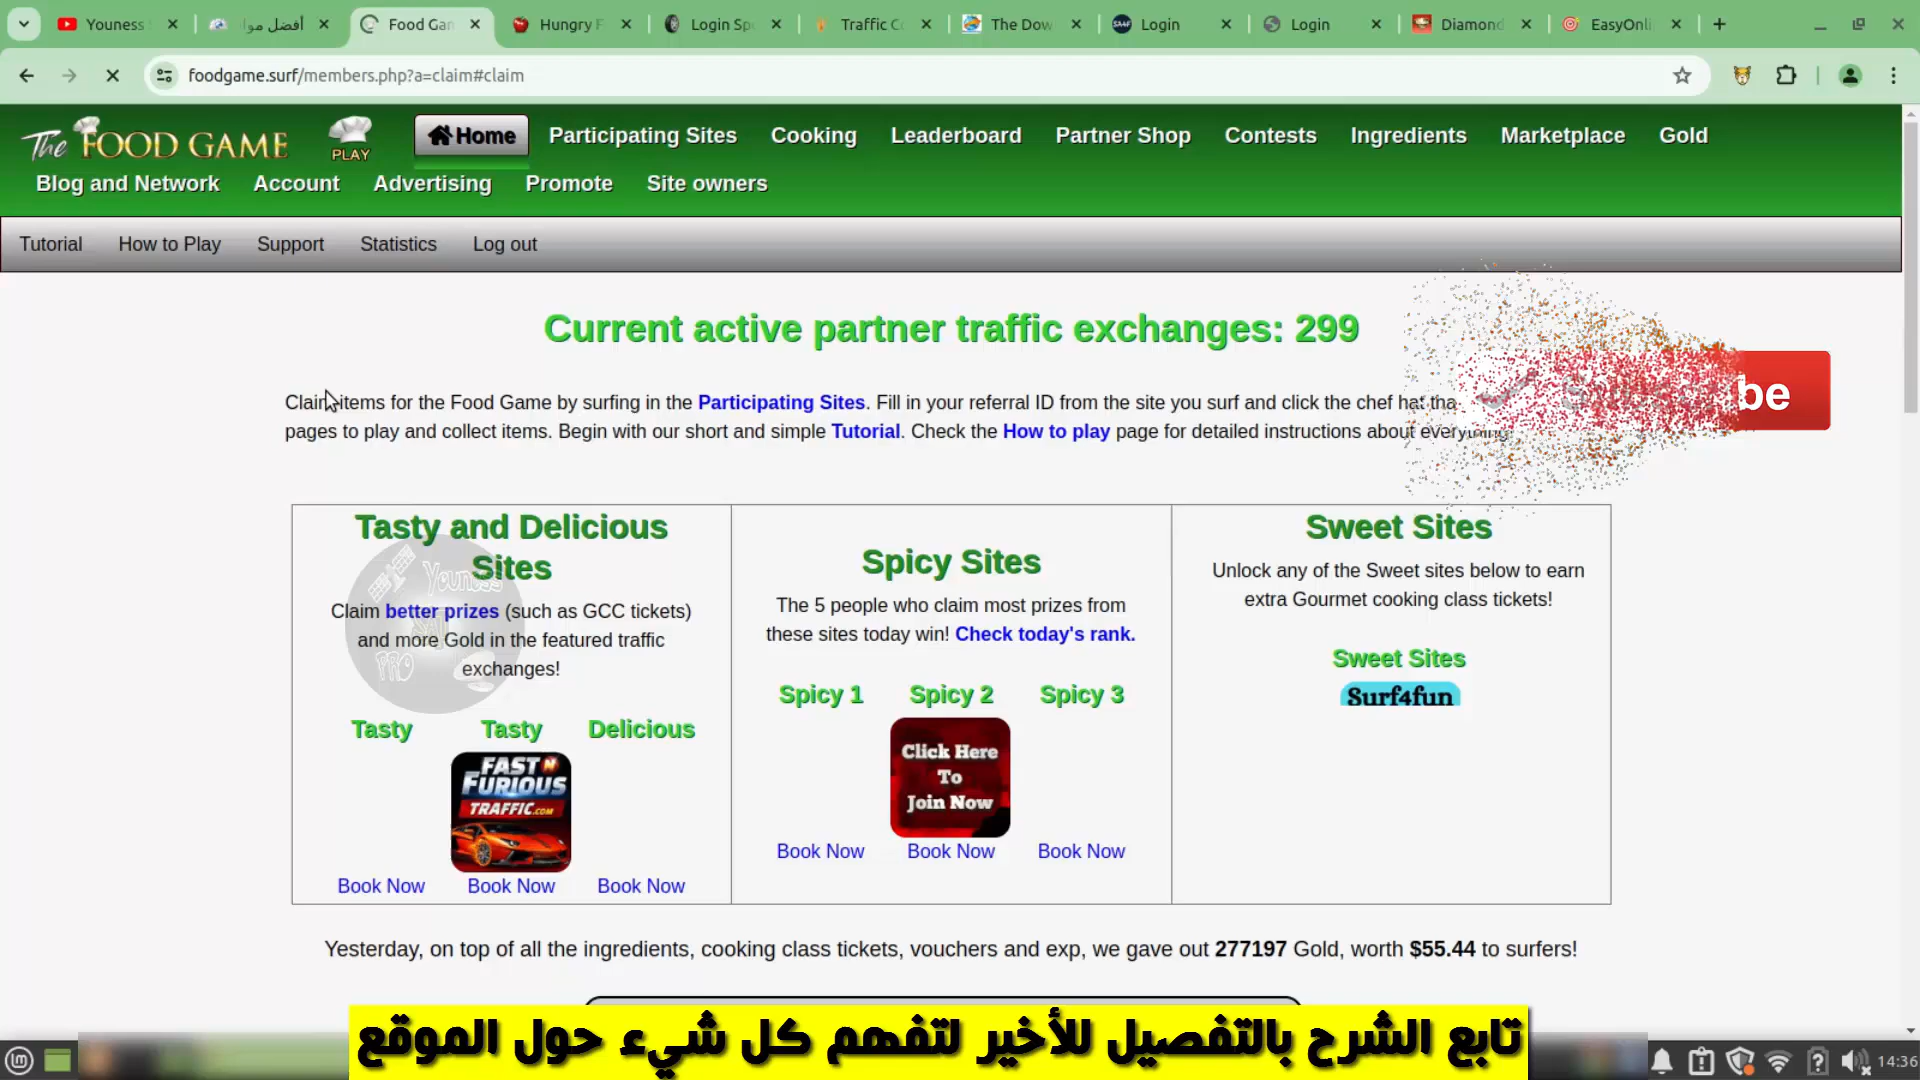 Youness
أفضل موا
Food Gan
Hungry F
Login Spe
Traffic Co
The Dow
Login
Login
Diamond
EasyOnli
foodgame.surf/members.php?a=claim#claim
The FOOD GAME
PLAY
Home
Participating Sites
Cooking
Leaderboard
Partner Shop
Contests
Ingredients
Marketplace
Gold
Blog and Network
Account
Advertising
Promote
Site owners
Tutorial
How to Play
Support
Statistics
Log out
Current active partner traffic exchanges: 299
Claim items for the Food Game by surfing in the Participating Sites. Fill in your referral ID from the site you surf and click the chef hat
pages to play and collect items. Begin with our short and simple Tutorial. Check the How to play page for detailed instructions about everything
be
Tasty and Delicious
Sites
Claim better prizes (such as GCC tickets)
and more Gold in the featured traffic
exchanges!
Tasty
Tasty
Delicious
FAST N
FURIOUS
TRAFFIC.COM
Book Now
Book Now
Book Now
Youness
SAT
PRO
Spicy Sites
The 5 people who claim most prizes from
these sites today win! Check today's rank.
Spicy 1
Spicy 2
Spicy 3
Click Here
To
Join Now
Book Now
Book Now
Book Now
Sweet Sites
Unlock any of the Sweet sites below to earn
extra Gourmet cooking class tickets!
Sweet Sites
Surf4fun
Yesterday, on top of all the ingredients, cooking class tickets, vouchers and exp, we gave out 277197 Gold, worth $55.44 to surfers!
تابع الشرح بالتفصيل للأخير لتفهم كل شيء حول الموقع
14:36